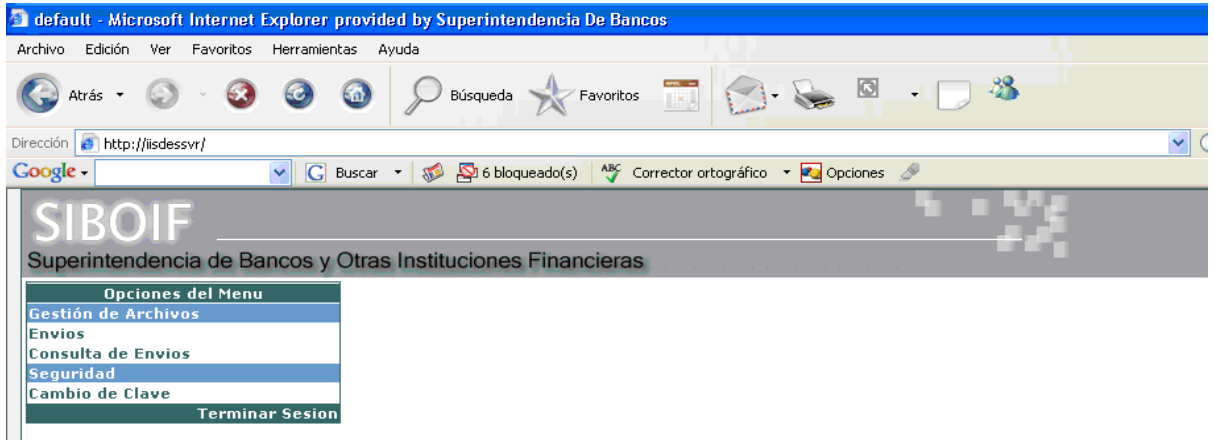 default - Microsoft Internet Explorer provided by Superintendencia De Bancos
Archivo Edición Ver Favoritos Herramientas Ayuda
Atrás Búsqueda Favoritos
Dirección http://iisdessvr/
Google Buscar 6 bloqueado(s) ABC Corrector ortográfico Opciones
SIBOIF
Superintendencia de Bancos y Otras Instituciones Financieras
Opciones del Menu
Gestión de Archivos
Envios
Consulta de Envios
Seguridad
Cambio de Clave
Terminar Sesion